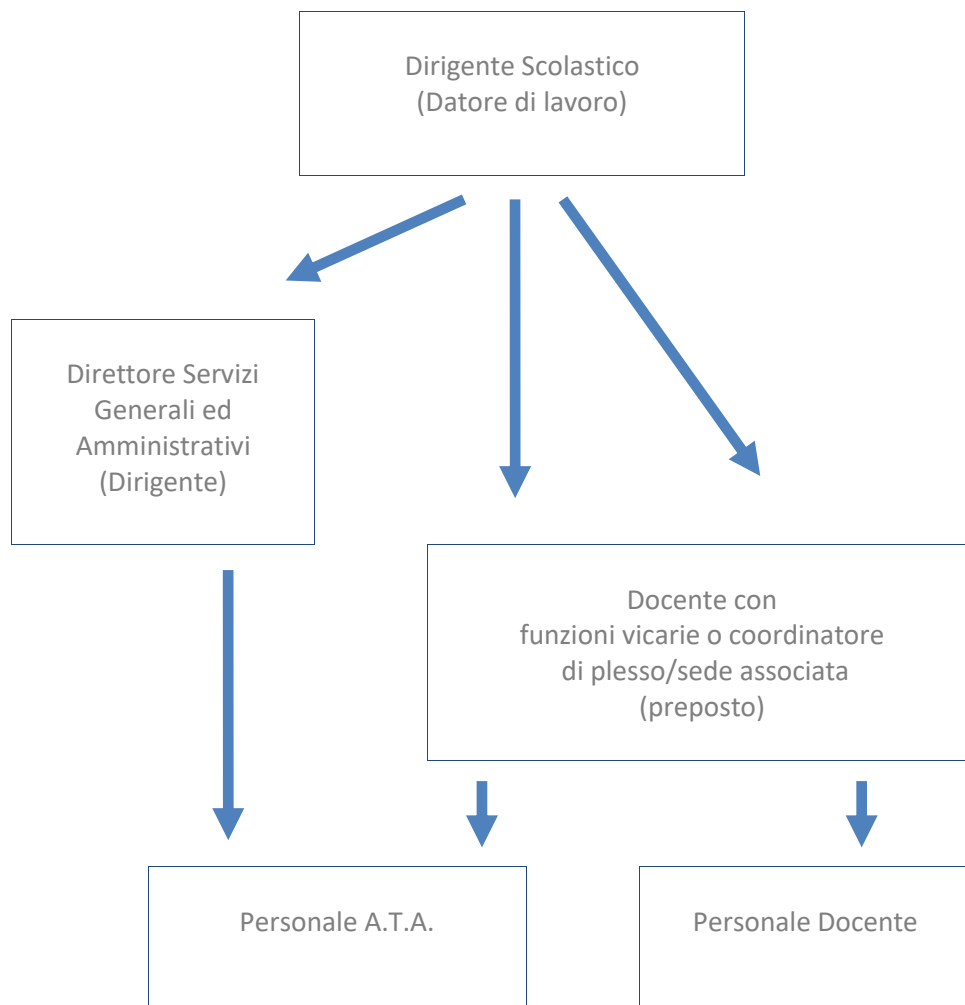 Dirigente Scolastico
(Datore di lavoro)
Direttore Servizi
Generali ed
Amministrativi
(Dirigente)
Docente con
funzioni vicarie o coordinatore
di plesso/sede associata
(preposto)
Personale A.T.A.
Personale Docente